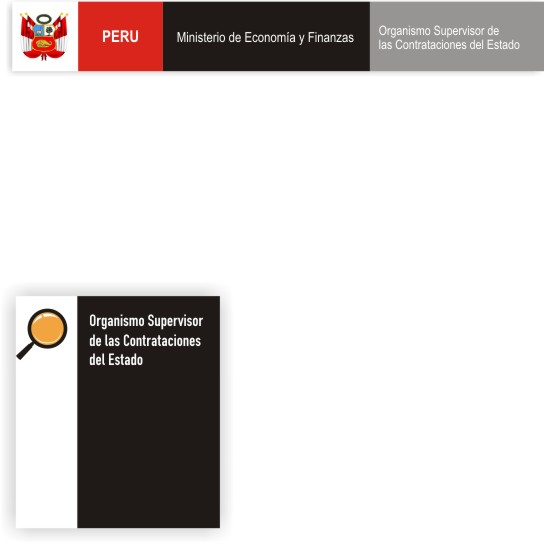 PERU
Ministerio de Economía y Finanzas
Organismo Supervisor de
las Contrataciones del Estado
Organismo Supervisor
de las Contrataciones
del Estado